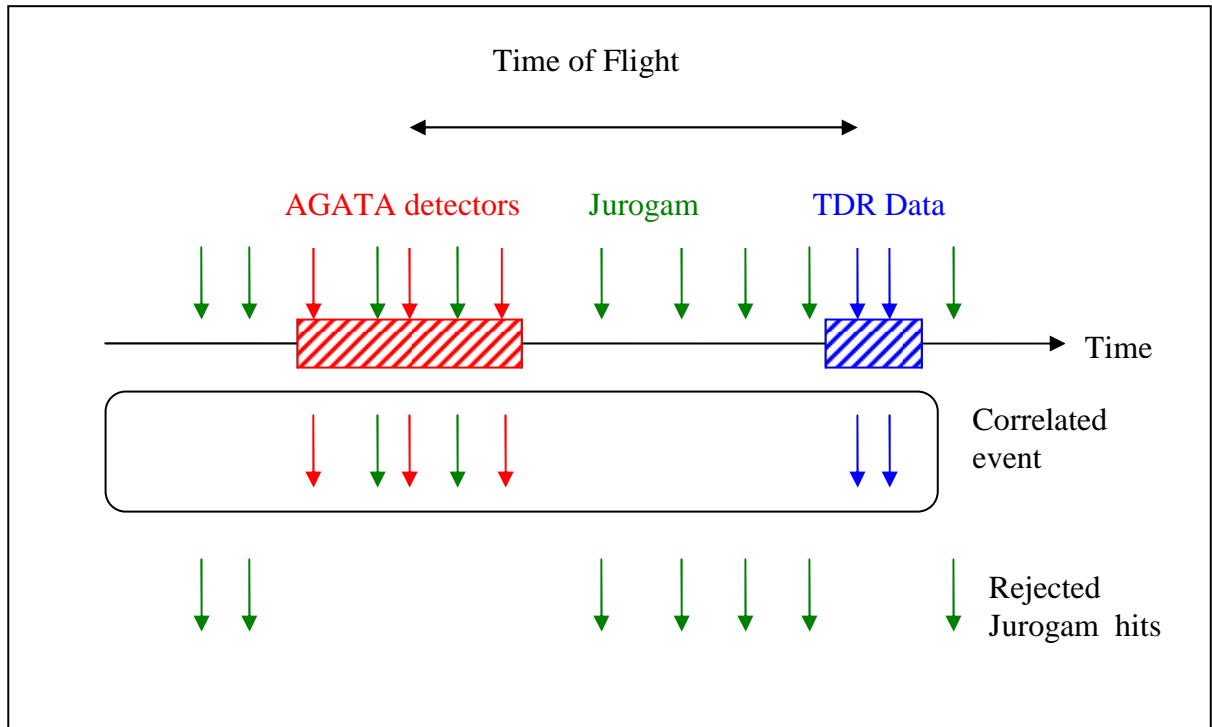 Time of Flight
AGATA detectors
Jurogam
TDR Data
Time
Correlated
event
Rejected
Jurogam hits